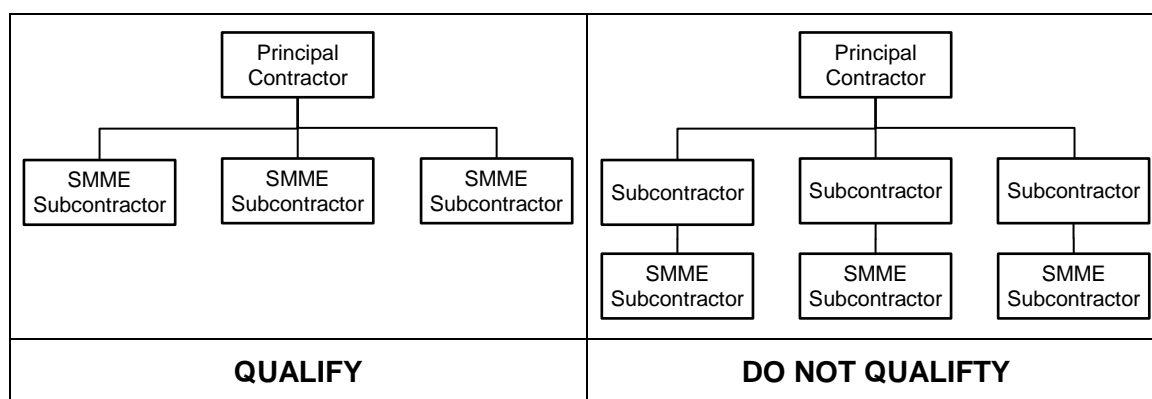 Principal
Contractor
SMME
Subcontractor
SMME
Subcontractor
SMME
Subcontractor
QUALIFY
Principal
Contractor
Subcontractor
Subcontractor
Subcontractor
SMME
Subcontractor
SMME
Subcontractor
SMME
Subcontractor
DO NOT QUALIFTY